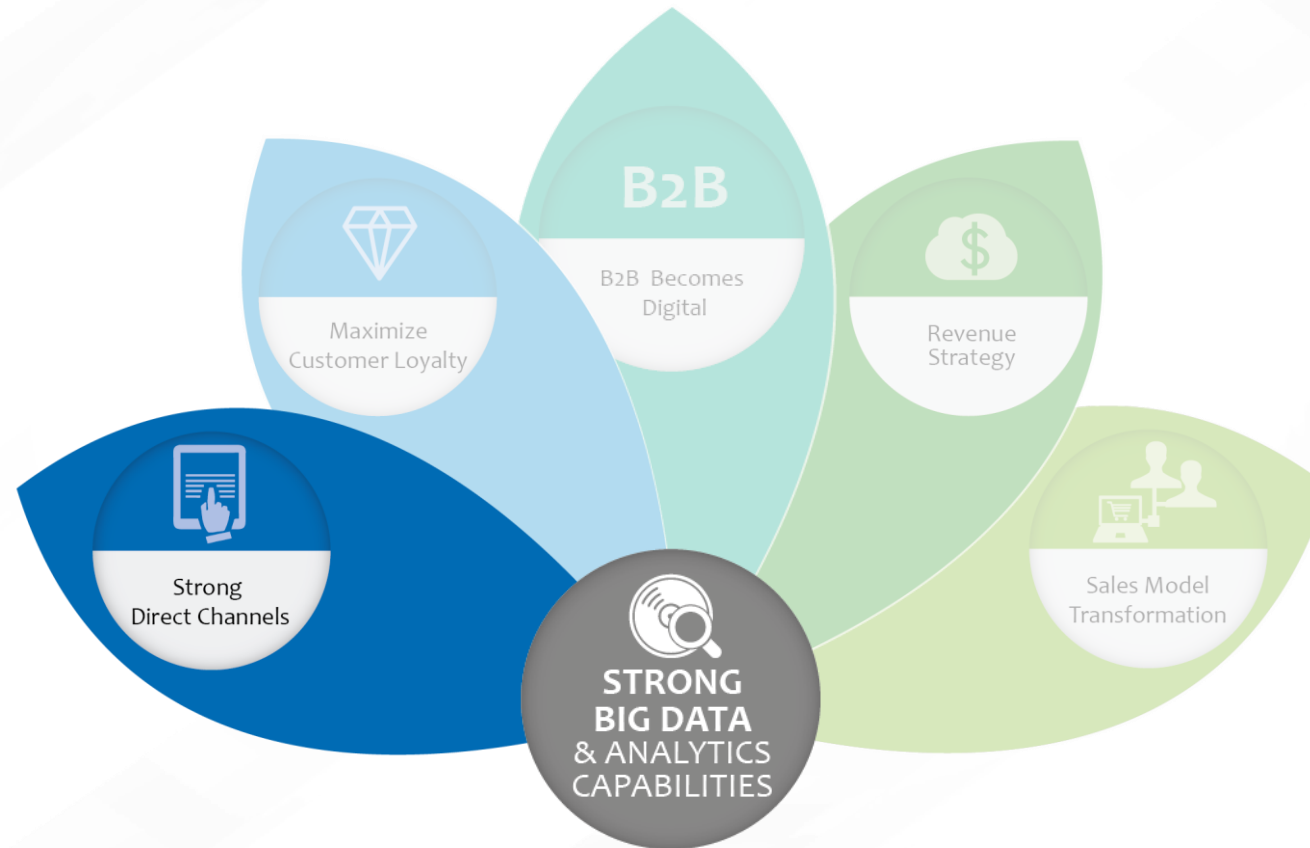 B2B
B2B Becomes
Digital
Maximize
Customer Loyalty
$
Revenue
Strategy
Strong
Direct Channels
Sales Model
Transformation
STRONG
BIG DATA
& ANALYTICS
CAPABILITIES